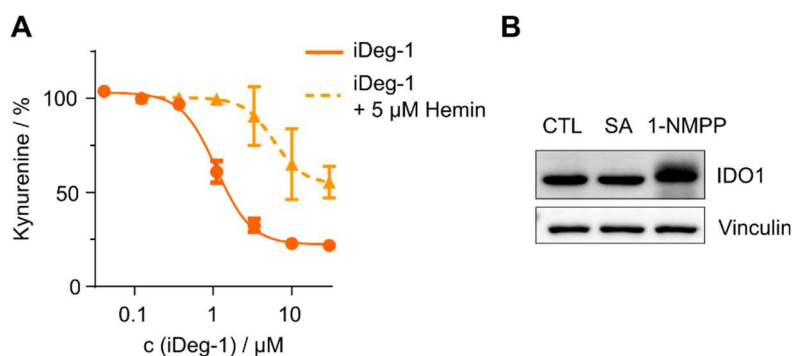 A
iDeg-1
iDeg-1
+ 5 µM Hemin
Kynurenine / %
100
50
0
0.1
1
10
c (iDeg-1) / µM
B
CTL SA 1-NMPP
IDO1
Vinculin